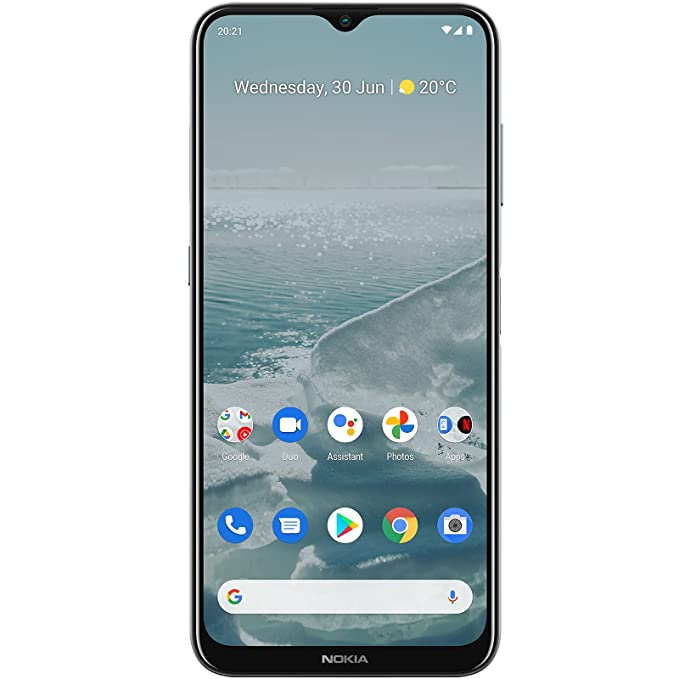 20:21
Wednesday, 30 Jun | 20°C
Google Duo Assistant Photos Apps
NOKIA